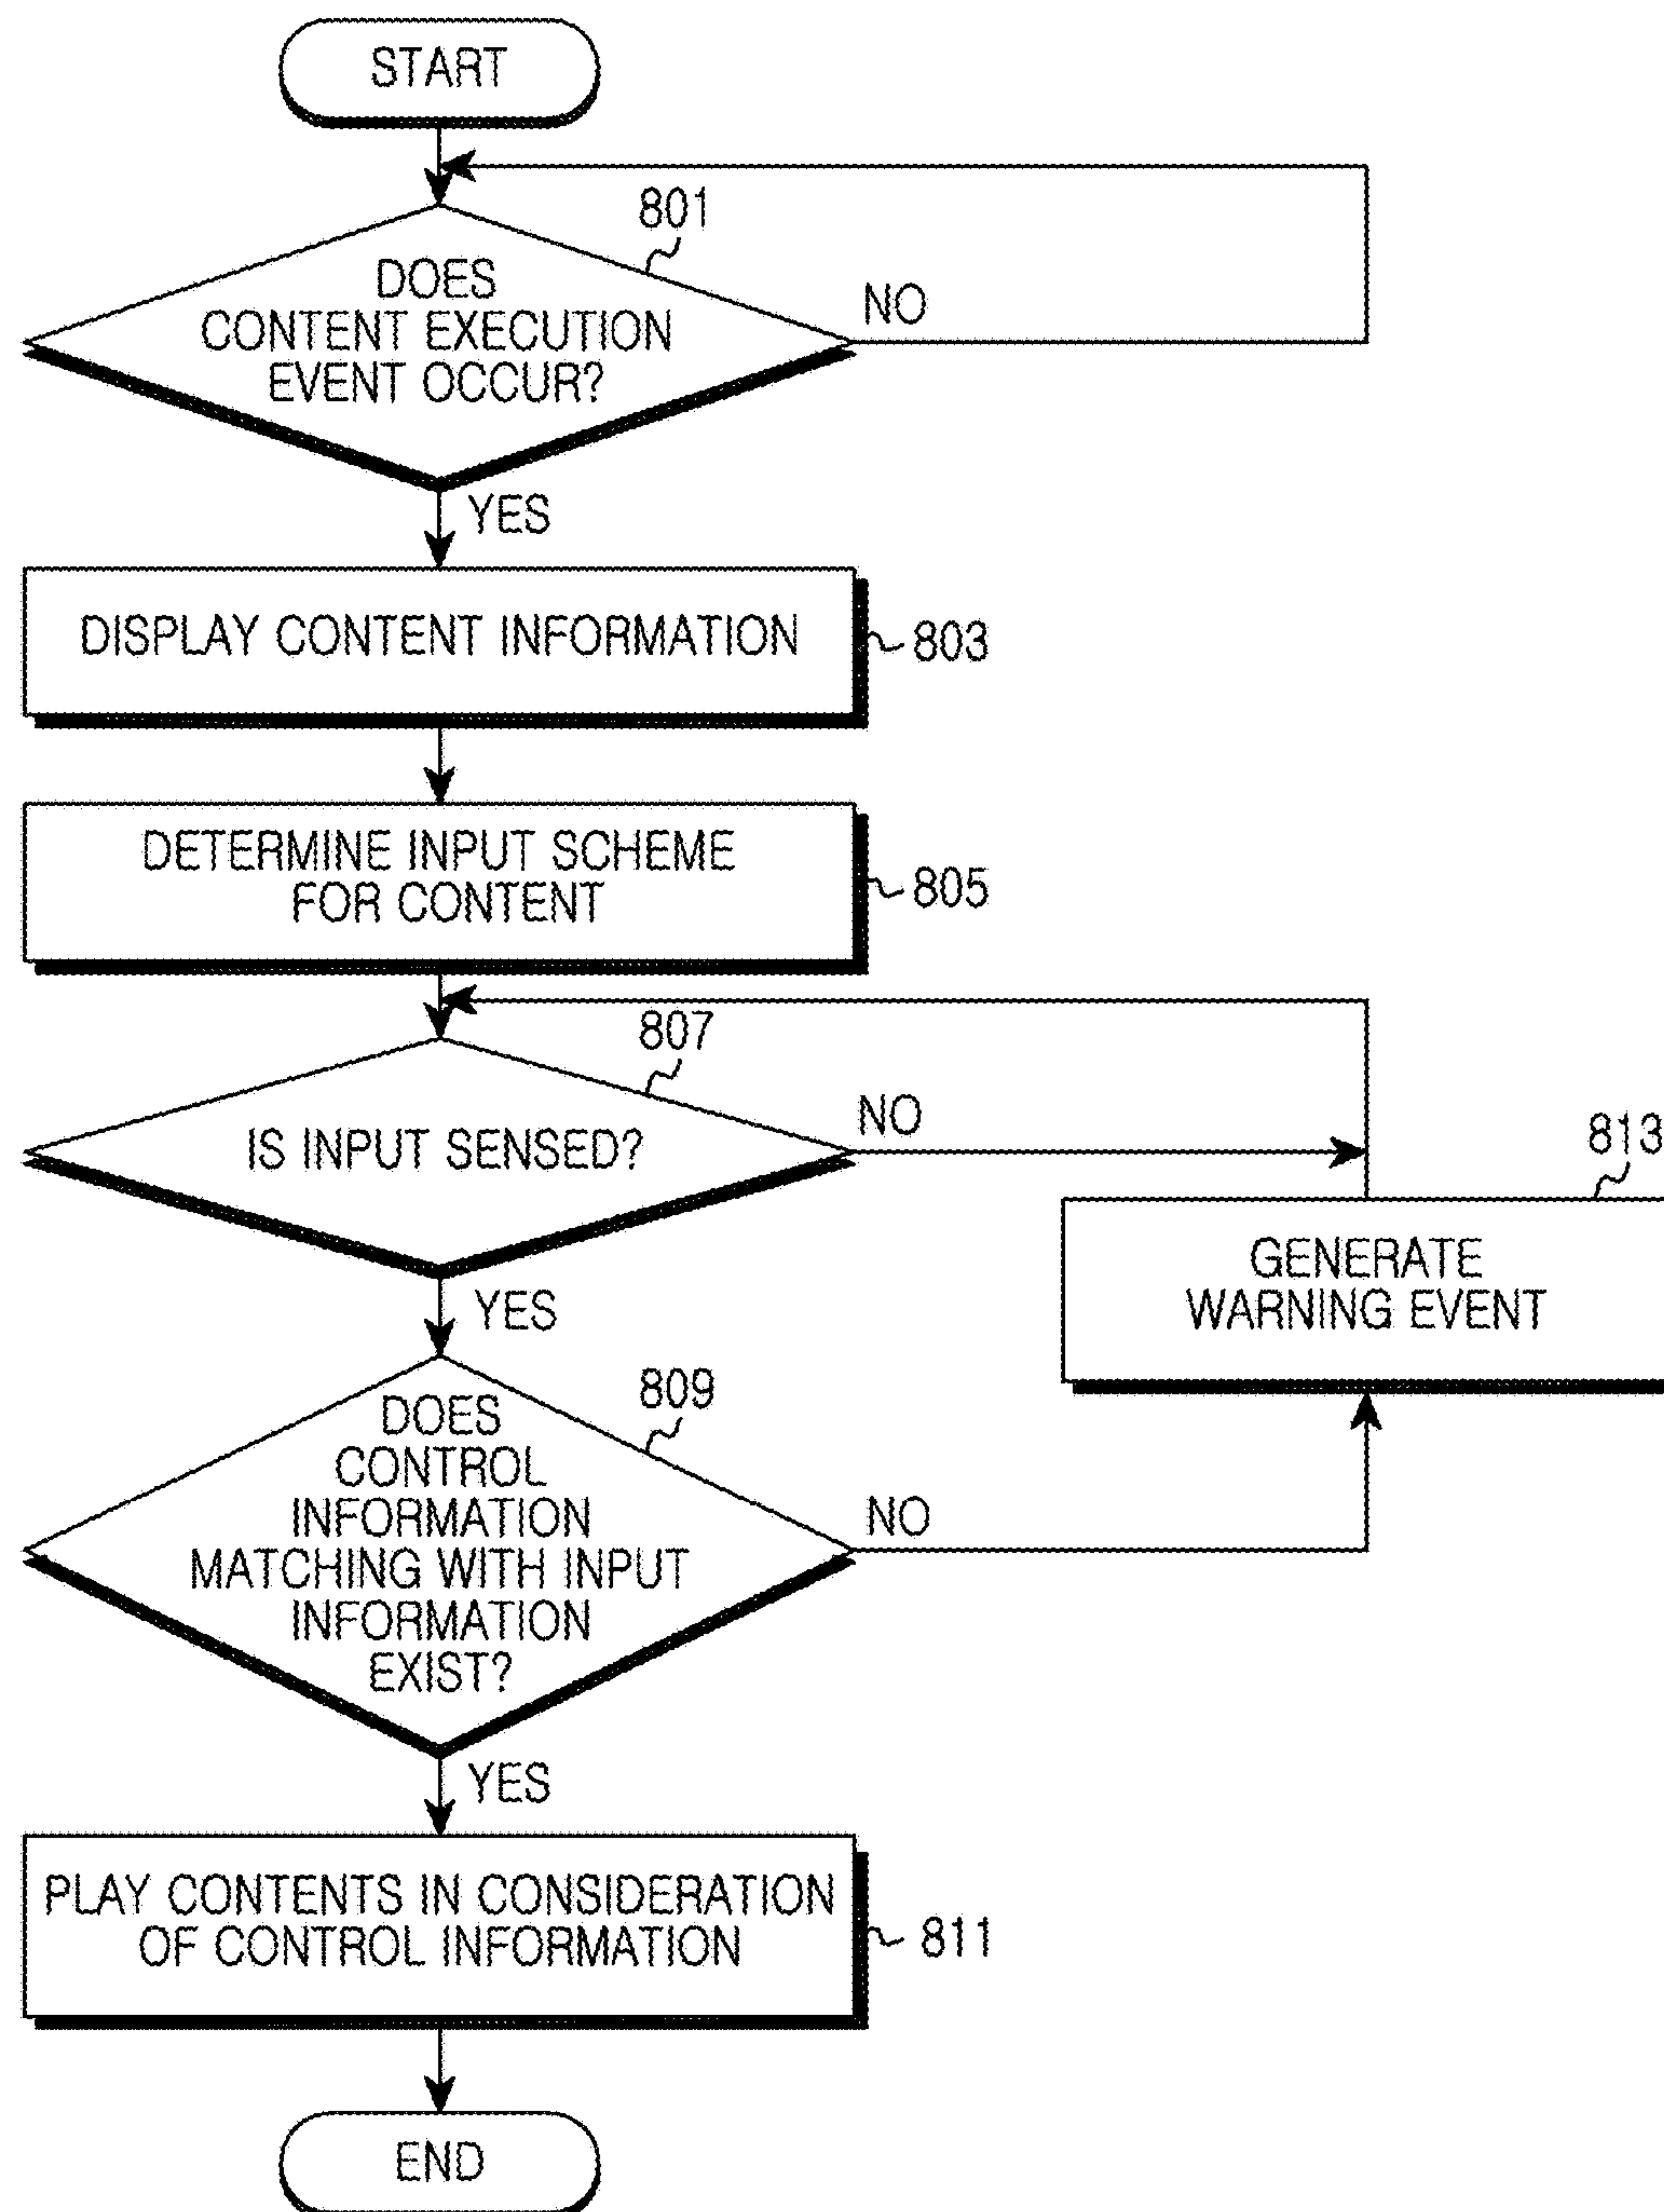 START
801
DOES
CONTENT EXECUTION
EVENT OCCUR?
NO
YES
DISPLAY CONTENT INFORMATION
803
DETERMINE INPUT SCHEME
FOR CONTENT
805
807
IS INPUT SENSED?
NO
YES
813
GENERATE
WARNING EVENT
809
DOES
CONTROL
INFORMATION
MATCHING WITH INPUT
INFORMATION
EXIST?
NO
YES
PLAY CONTENTS IN CONSIDERATION
OF CONTROL INFORMATION
811
END